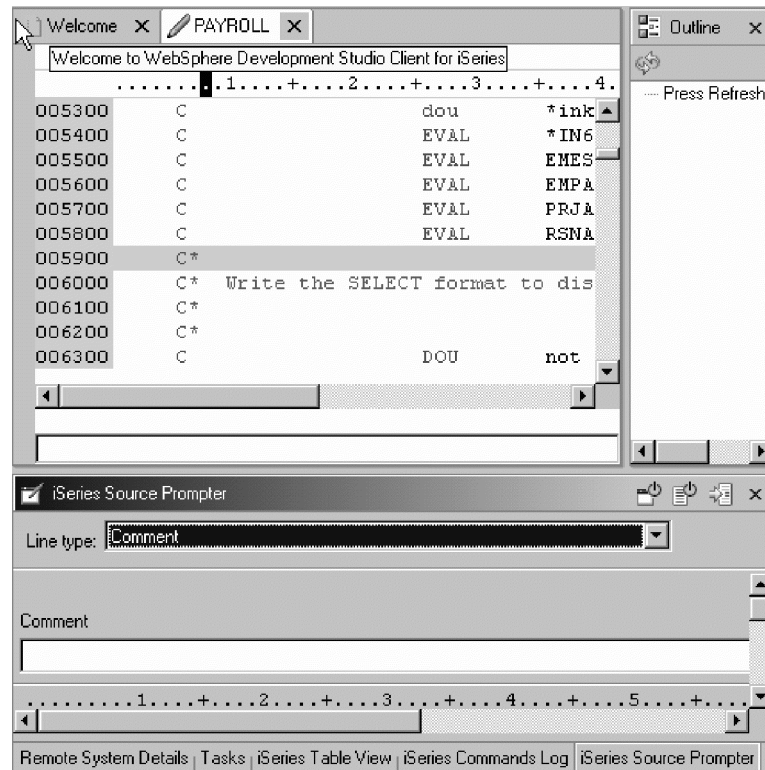 Welcome PAYROLL Outline
Welcome to WebSphere Development Studio Client for iSeries
.........1....+....2....+....3....+....4.
Press Refresh
005300 C dou *ink
005400 C EVAL *IN6
005500 C EVAL EMES
005600 C EVAL EMPA
005700 C EVAL PRJA
005800 C EVAL RSNA
005900 C*
006000 C* Write the SELECT format to dis
006100 C*
006200 C*
006300 C DOU not
iSeries Source Prompter
Line type: Comment
Comment
.........1....+....2....+....3....+....4....+....5....+....
Remote System Details Tasks iSeries Table View iSeries Commands Log iSeries Source Prompter